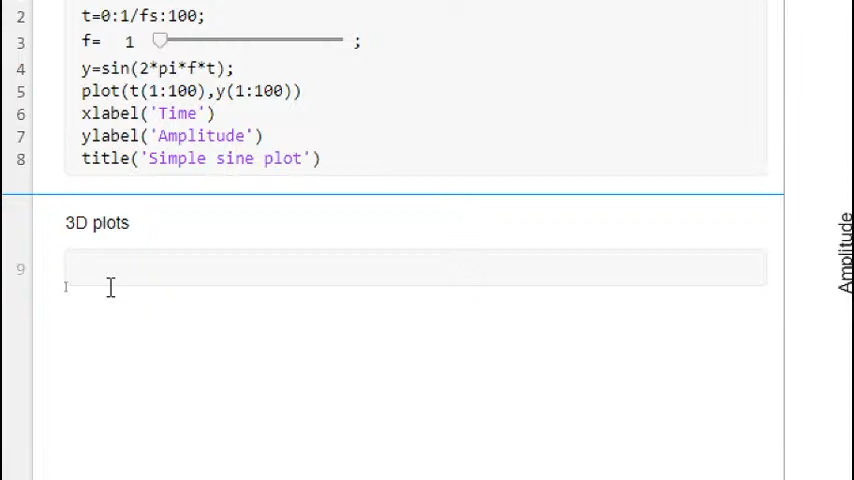 2 t=0:1/fs:100;
3 f= 1 ;
4 y=sin(2*pi*f*t);
5 plot(t(1:100),y(1:100))
6 xlabel('Time')
7 ylabel('Amplitude')
8 title('Simple sine plot')
3D plots
9
Amplitude